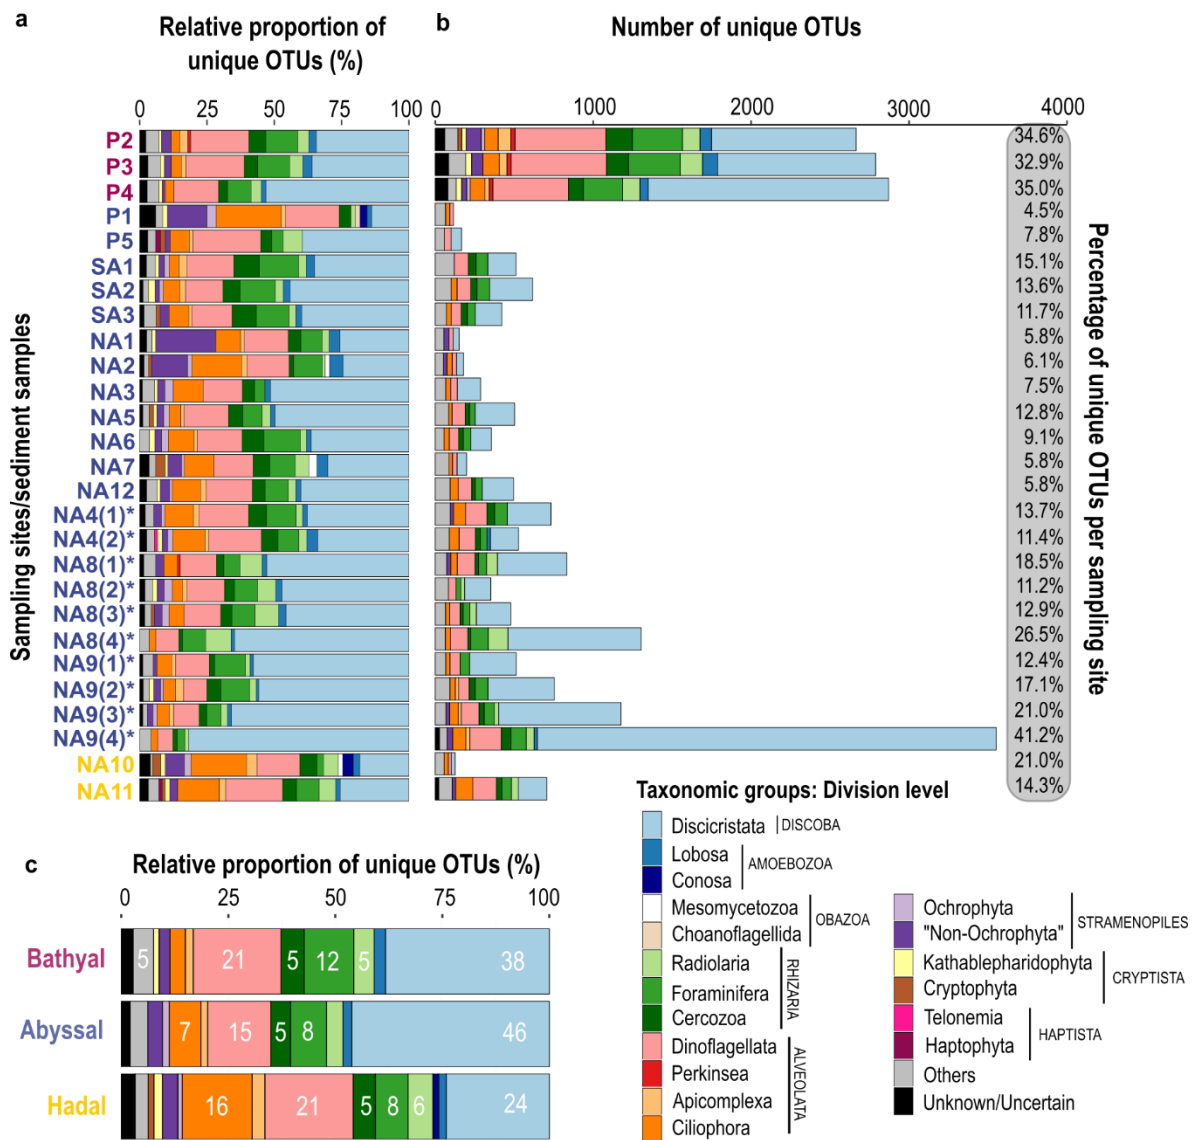 a
Relative proportion of
unique OTUs (%)
b
Number of unique OTUs
0 25 50 75 100
0 1000 2000 3000 4000
Sampling sites/sediment samples
Percentage of unique OTUs per sampling site
P2 34.6%
P3 32.9%
P4 35.0%
P1 4.5%
P5 7.8%
SA1 15.1%
SA2 13.6%
SA3 11.7%
NA1 5.8%
NA2 6.1%
NA3 7.5%
NA5 12.8%
NA6 9.1%
NA7 5.8%
NA12 5.8%
NA4(1)* 13.7%
NA4(2)* 11.4%
NA8(1)* 18.5%
NA8(2)* 11.2%
NA8(3)* 12.9%
NA8(4)* 26.5%
NA9(1)* 12.4%
NA9(2)* 17.1%
NA9(3)* 21.0%
NA9(4)* 41.2%
NA10 21.0%
NA11 14.3%
c
Relative proportion of unique OTUs (%)
0 25 50 75 100
Bathyal 5 21 5 12 5 38
Abyssal 7 15 5 8 46
Hadal 16 21 5 8 6 24
Taxonomic groups: Division level
Discicristata DISCOBA
Lobosa
Conosa
AMOEBOZOA
Mesomycetozoa
Choanoflagellida
OBAZOA
Radiolaria
Foraminifera
Cercozoa
RHIZARIA
Dinoflagellata
Perkinsea
Apicomplexa
Ciliophora
ALVEOLATA
Ochrophyta
"Non-Ochrophyta"
STRAMENOPILES
Kathablepharidophyta
Cryptophyta
CRYPTISTA
Telonemia
Haptophyta
HAPTISTA
Others
Unknown/Uncertain